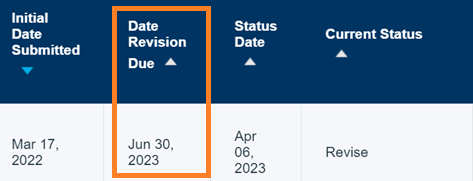 Initial
Date
Submitted
Date
Revision
Due
Status
Date
Current Status
Mar 17,
2022
Jun 30,
2023
Apr
06,
2023
Revise